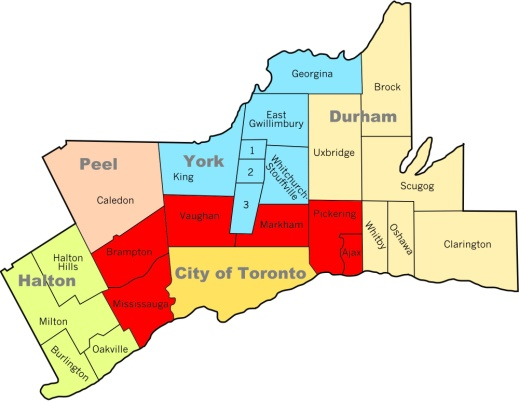 Georgina
Brock
East
Gwillimbury
Durham
1
Peel
York
Uxbridge
2
Whitchurch-
Stouffville
King
Scugog
3
Caledon
Vaughan
Markham
Pickering
Whitby
Oshawa
Clarington
Brampton
Ajax
Halton
Hills
City of Toronto
Halton
Mississauga
Milton
Oakville
Burlington